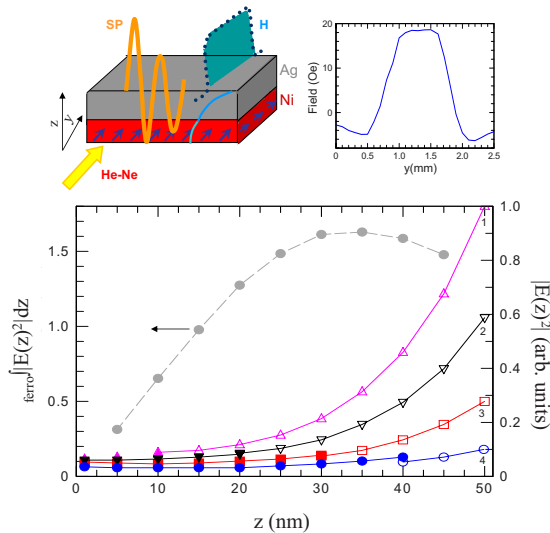 SP
H
Ag
Ni
z
y
He-Ne
20
10
0
Field (Oe)
0 0.5 1.0 1.5 2.0 2.5
y(mm)
1.5
1.0
0.5
0
ferro∫|E(z)²|dz
1.0
0.8
0.6
0.4
0.2
0
|E(z)²| (arb. units)
1
2
3
4
0 10 20 30 40 50
z (nm)